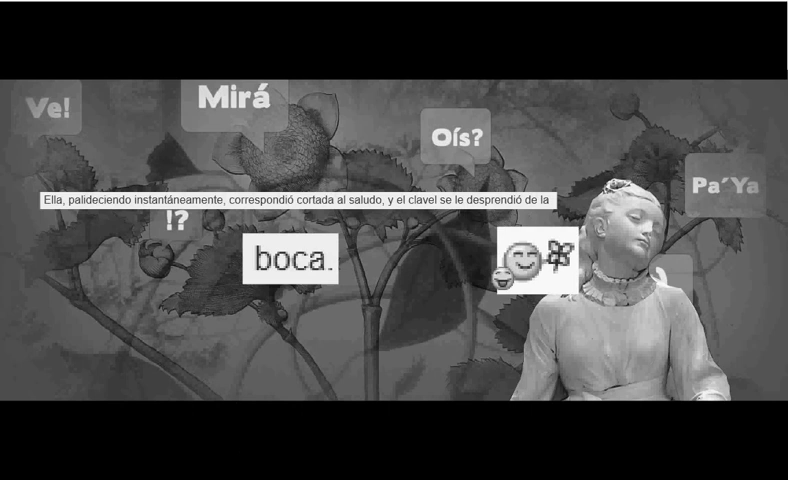 Ve!
Mirá
Oís?
Pa´Ya
Ella, palideciendo instantáneamente, correspondió cortada al saludo, y el clavel se le desprendió de la
!?
boca.